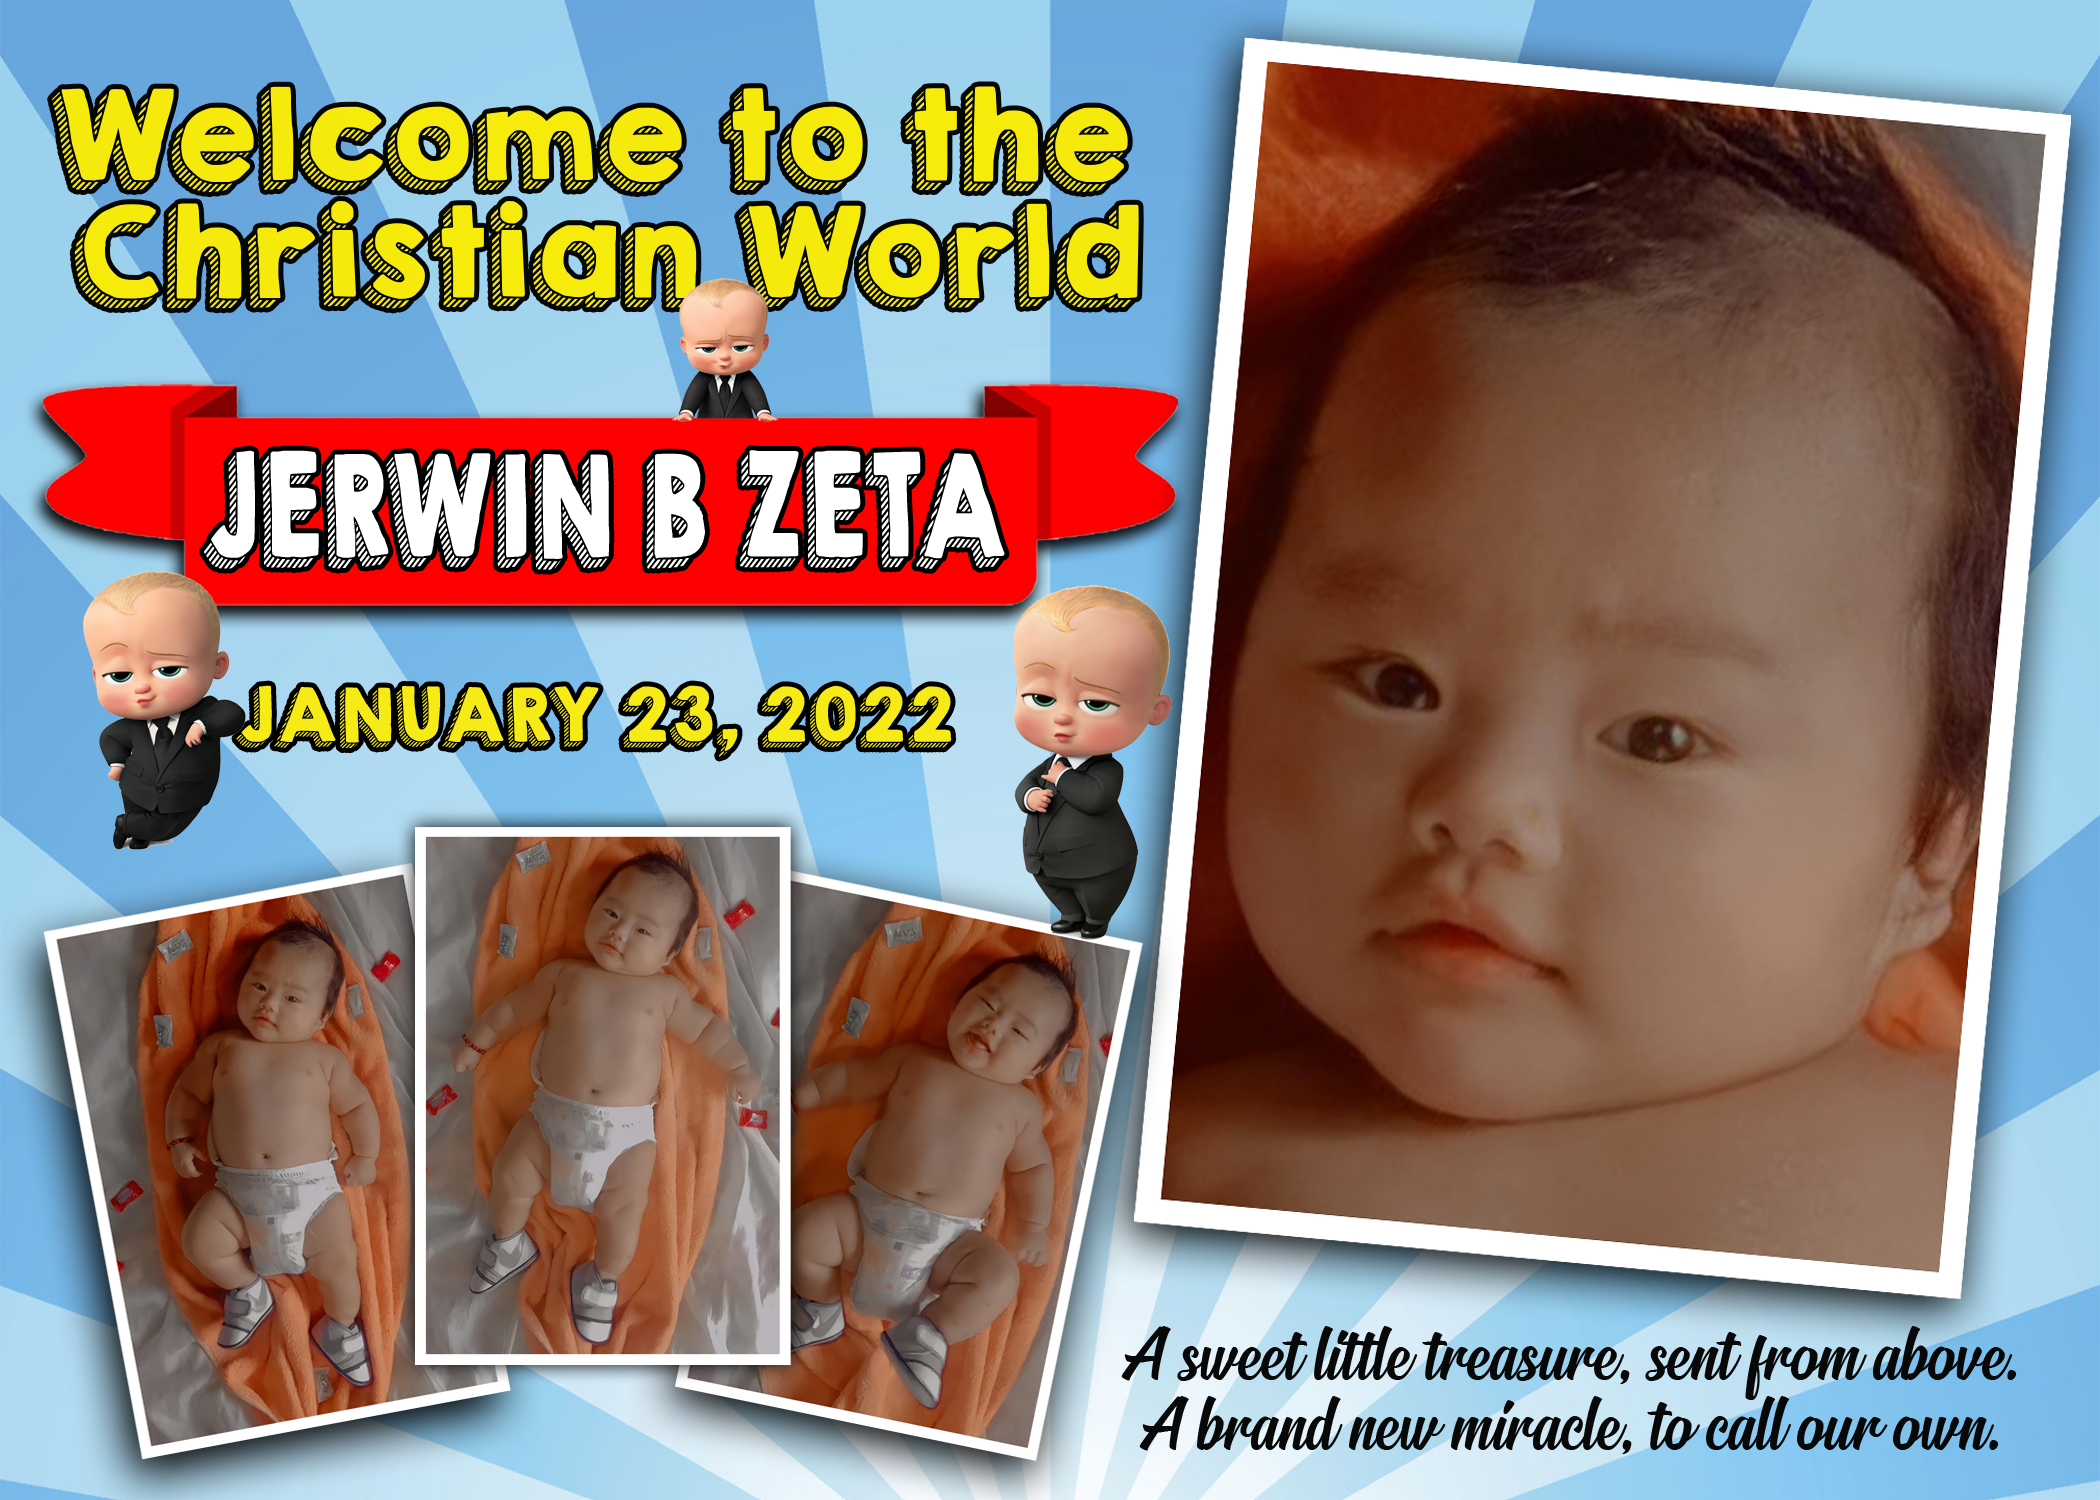 Welcome to the
Christian World
JERWIN B ZETA
JANUARY 23, 2022
A sweet little treasure, sent from above.
A brand new miracle, to call our own.